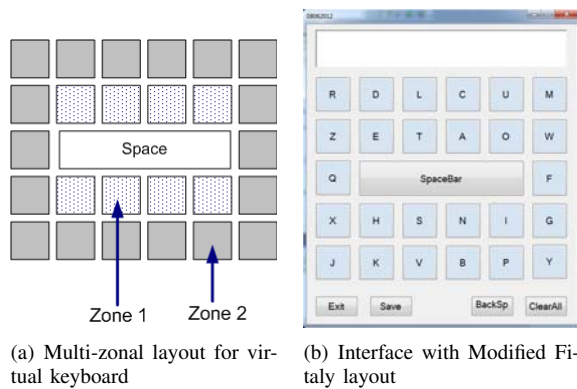 08062012
R D L C U M
Z E T A O W
Space
Q SpaceBar F
X H S N I G
J K V B P Y
Zone 1 Zone 2
Exit Save BackSp ClearAll
(a) Multi-zonal layout for vir-
tual keyboard
(b) Interface with Modified Fi-
taly layout